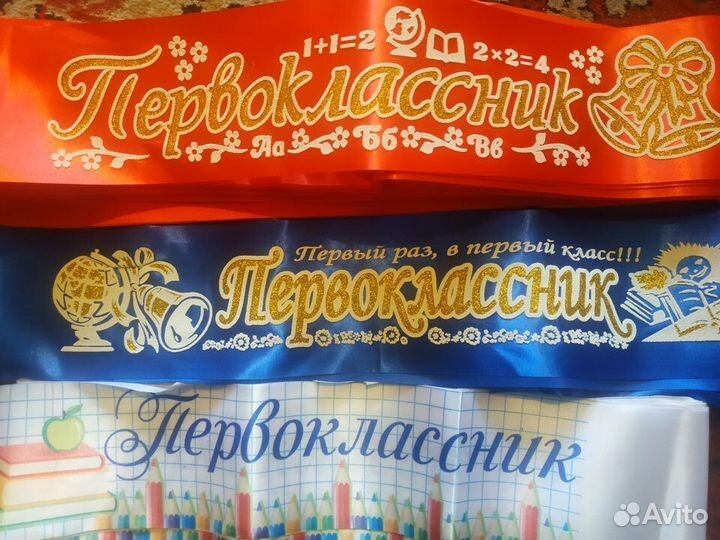 1+1=2
2×2=4
Первоклассник
Аа Бб Вв
Первый раз, в первый класс!!!
Первоклассник
Первоклассник
Avito